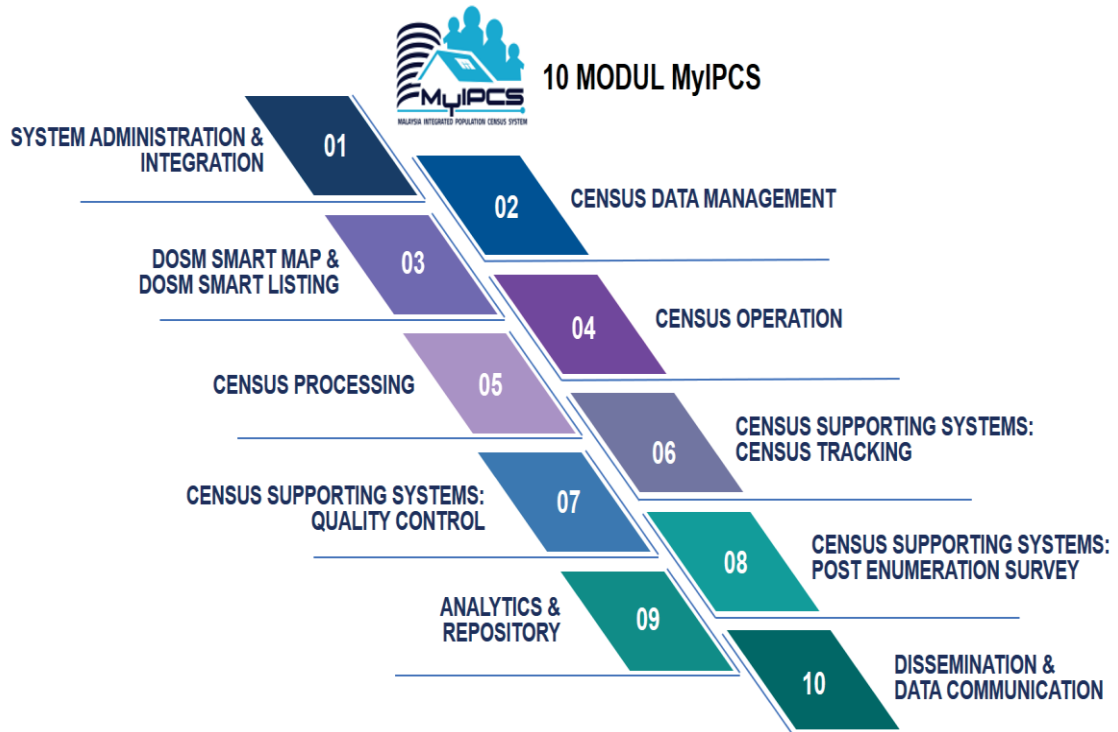 MyIPCS
MALAYSIA INTEGRATED POPULATION CENSUS SYSTEM
10 MODUL MyIPCS
SYSTEM ADMINISTRATION &
INTEGRATION
01
02
CENSUS DATA MANAGEMENT
DOSM SMART MAP &
DOSM SMART LISTING
03
04
CENSUS OPERATION
CENSUS PROCESSING
05
06
CENSUS SUPPORTING SYSTEMS:
CENSUS TRACKING
CENSUS SUPPORTING SYSTEMS:
QUALITY CONTROL
07
08
CENSUS SUPPORTING SYSTEMS:
POST ENUMERATION SURVEY
ANALYTICS &
REPOSITORY
09
10
DISSEMINATION &
DATA COMMUNICATION